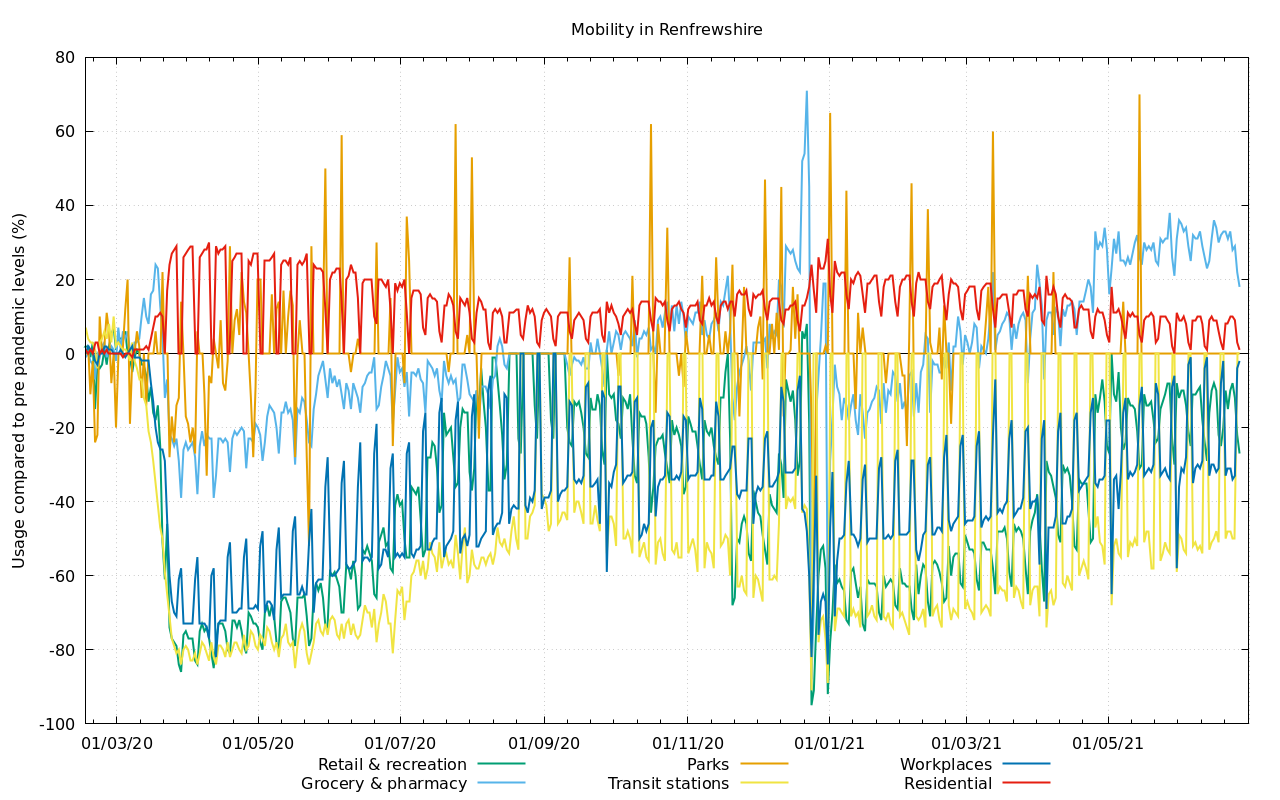 Mobility in Renfrewshire
Usage compared to pre pandemic levels (%)
80
60
40
20
0
-20
-40
-60
-80
-100
01/03/20 01/05/20 01/07/20 01/09/20 01/11/20 01/01/21 01/03/21 01/05/21
Retail & recreation Parks Workplaces
Grocery & pharmacy Transit stations Residential